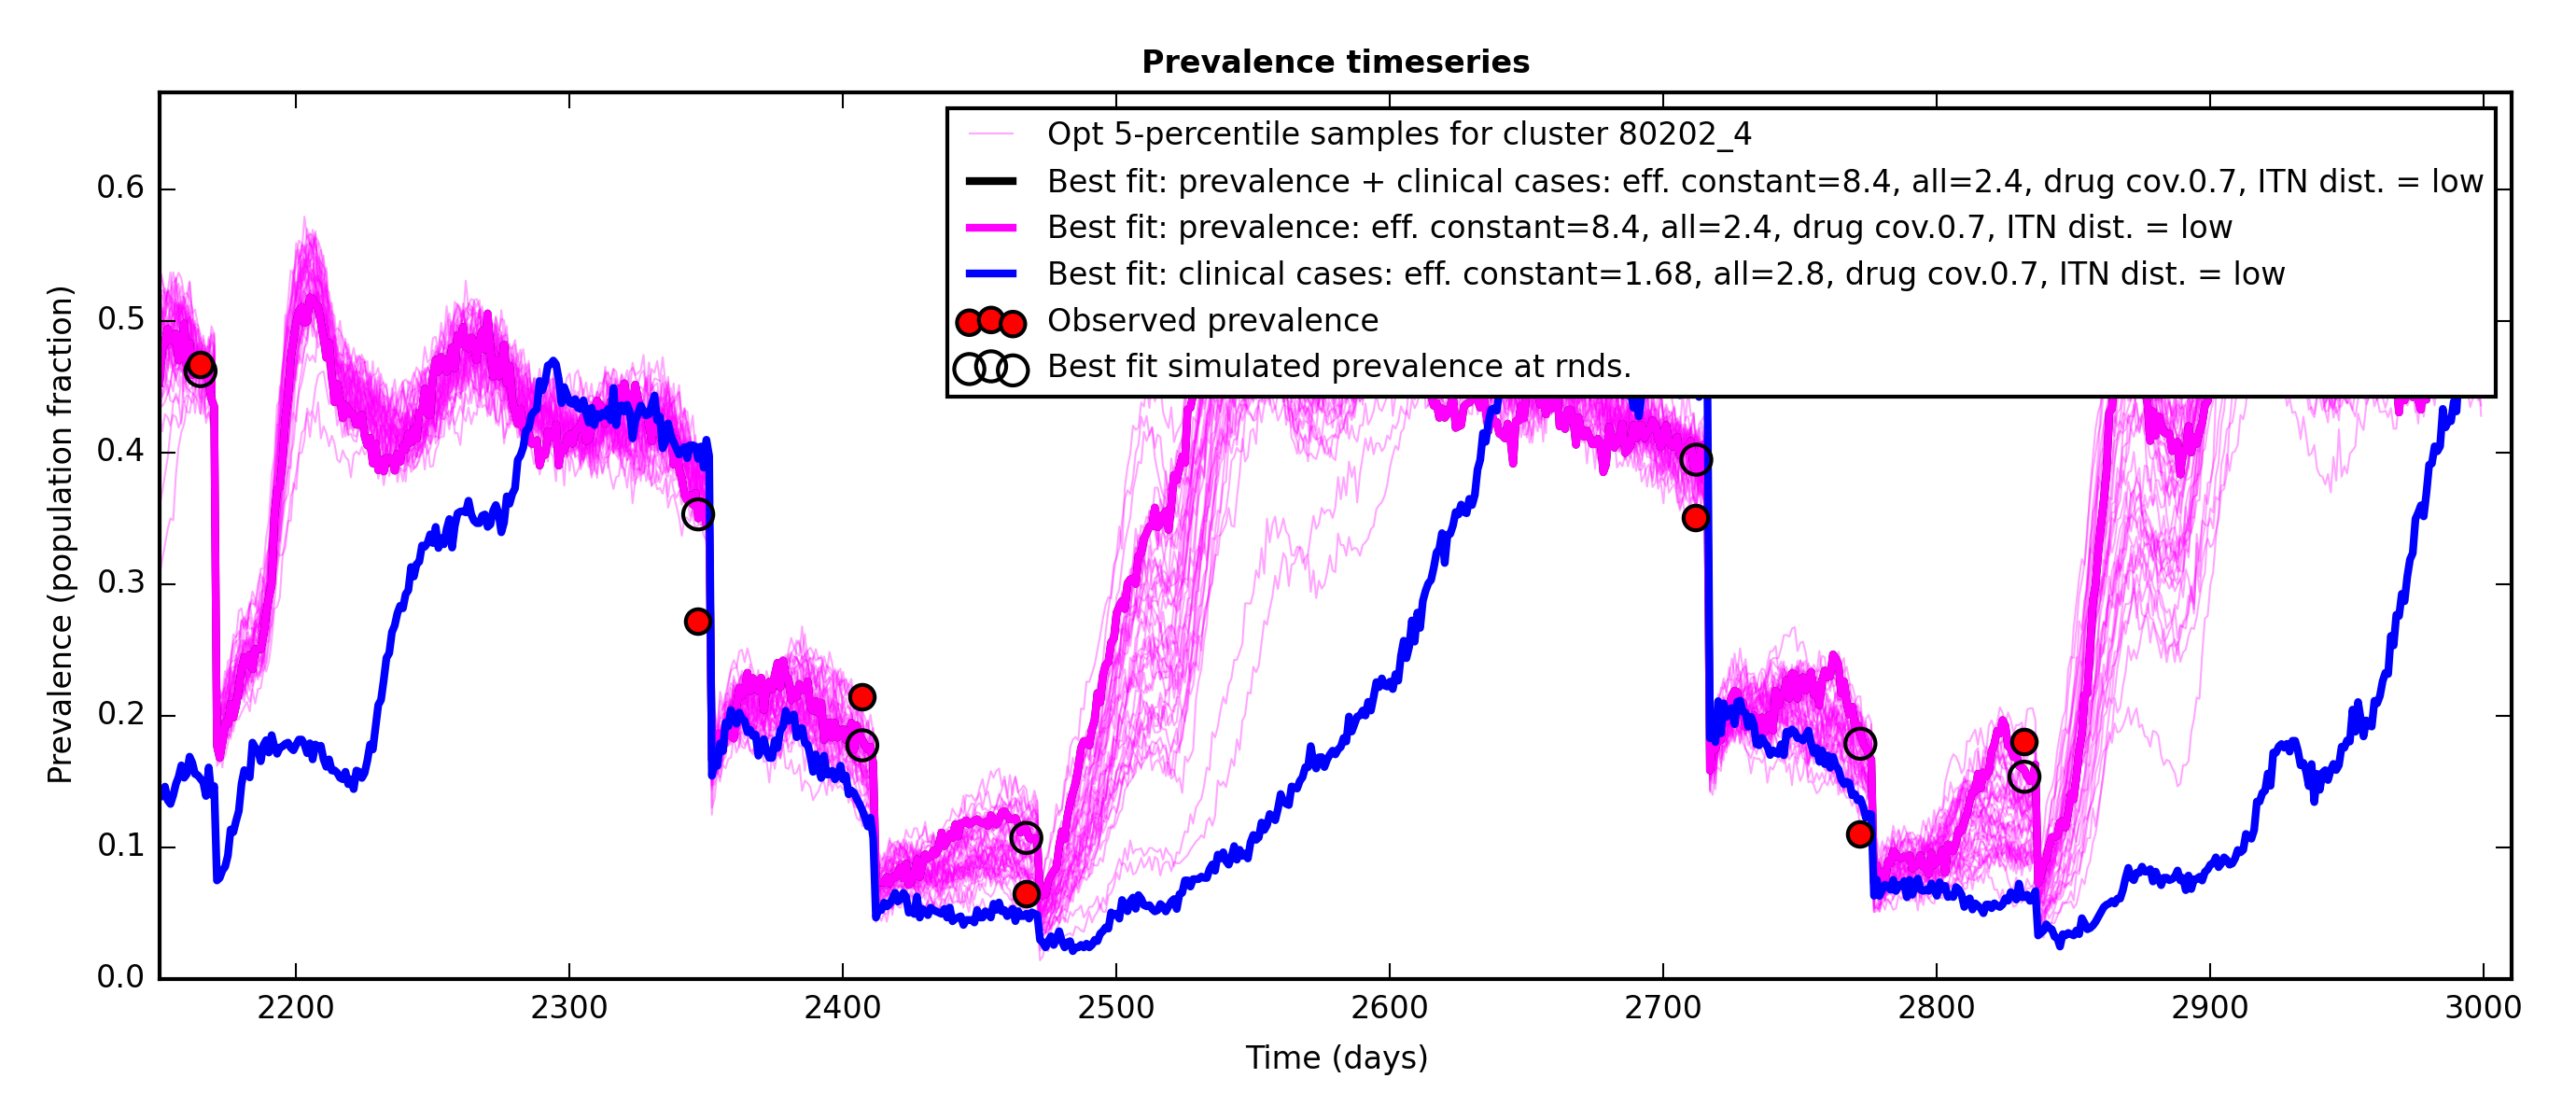 Prevalence timeseries
Opt 5-percentile samples for cluster 80202_4
Best fit: prevalence + clinical cases: eff. constant=8.4, all=2.4, drug cov.0.7, ITN dist. = low
Best fit: prevalence: eff. constant=8.4, all=2.4, drug cov.0.7, ITN dist. = low
Best fit: clinical cases: eff. constant=1.68, all=2.8, drug cov.0.7, ITN dist. = low
Observed prevalence
Best fit simulated prevalence at rnds.
Prevalence (population fraction)
0.6
0.5
0.4
0.3
0.2
0.1
0.0
2200 2300 2400 2500 2600 2700 2800 2900 3000
Time (days)